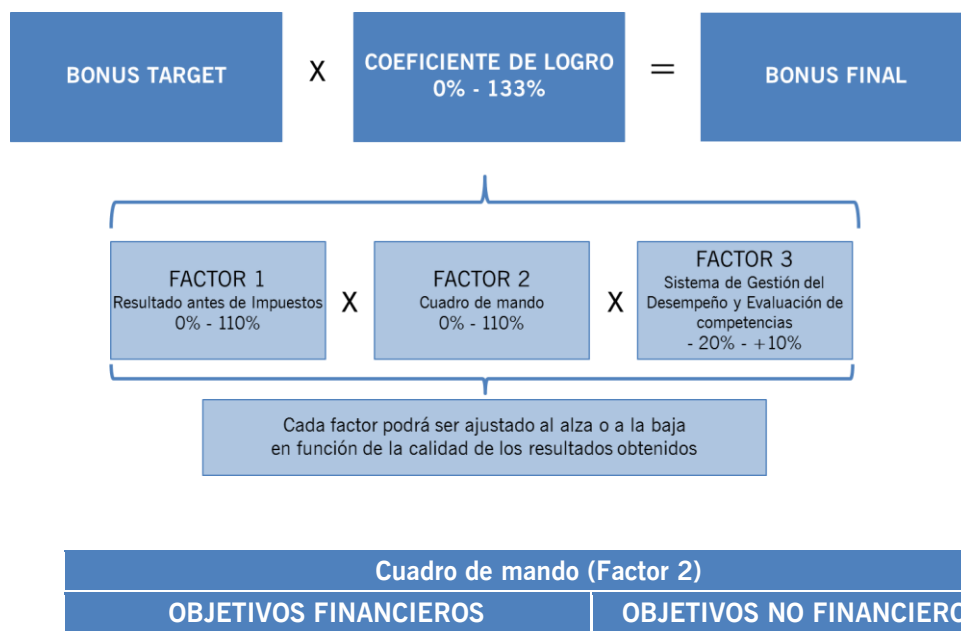 BONUS TARGET
X
COEFICIENTE DE LOGRO
0% - 133%
=
BONUS FINAL
FACTOR 1
Resultado antes de Impuestos
0% - 110%
X
FACTOR 2
Cuadro de mando
0% - 110%
X
FACTOR 3
Sistema de Gestión del
Desempeño y Evaluación de
competencias
- 20% - +10%
Cada factor podrá ser ajustado al alza o a la baja
en función de la calidad de los resultados obtenidos
Cuadro de mando (Factor 2)
OBJETIVOS FINANCIEROS
OBJETIVOS NO FINANCIERO